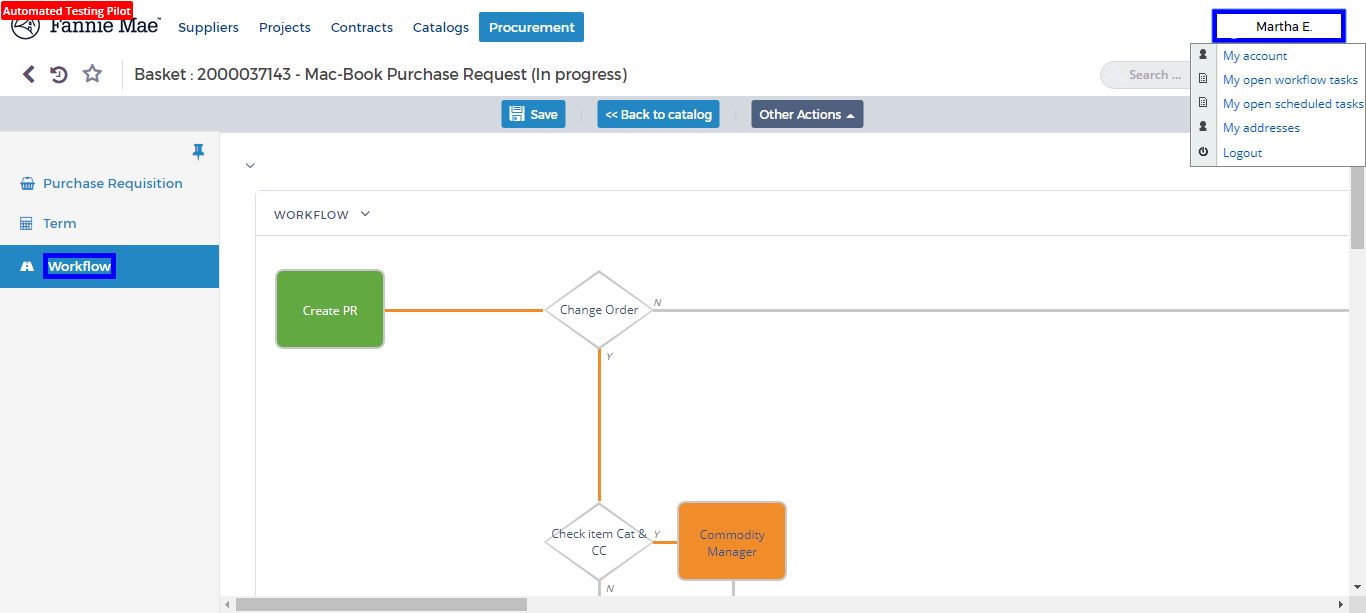 Automated Testing Pilot
Fannie Mae™
Suppliers
Projects
Contracts
Catalogs
Procurement
Martha E.
My account
My open workflow tasks
My open scheduled tasks
My addresses
Logout
Basket : 2000037143 - Mac-Book Purchase Request (In progress)
Search ...
Save
<< Back to catalog
Other Actions
Purchase Requisition
Term
Workflow
WORKFLOW
Create PR
Change Order
N
Y
Check item Cat &
CC
Y
N
Commodity
Manager